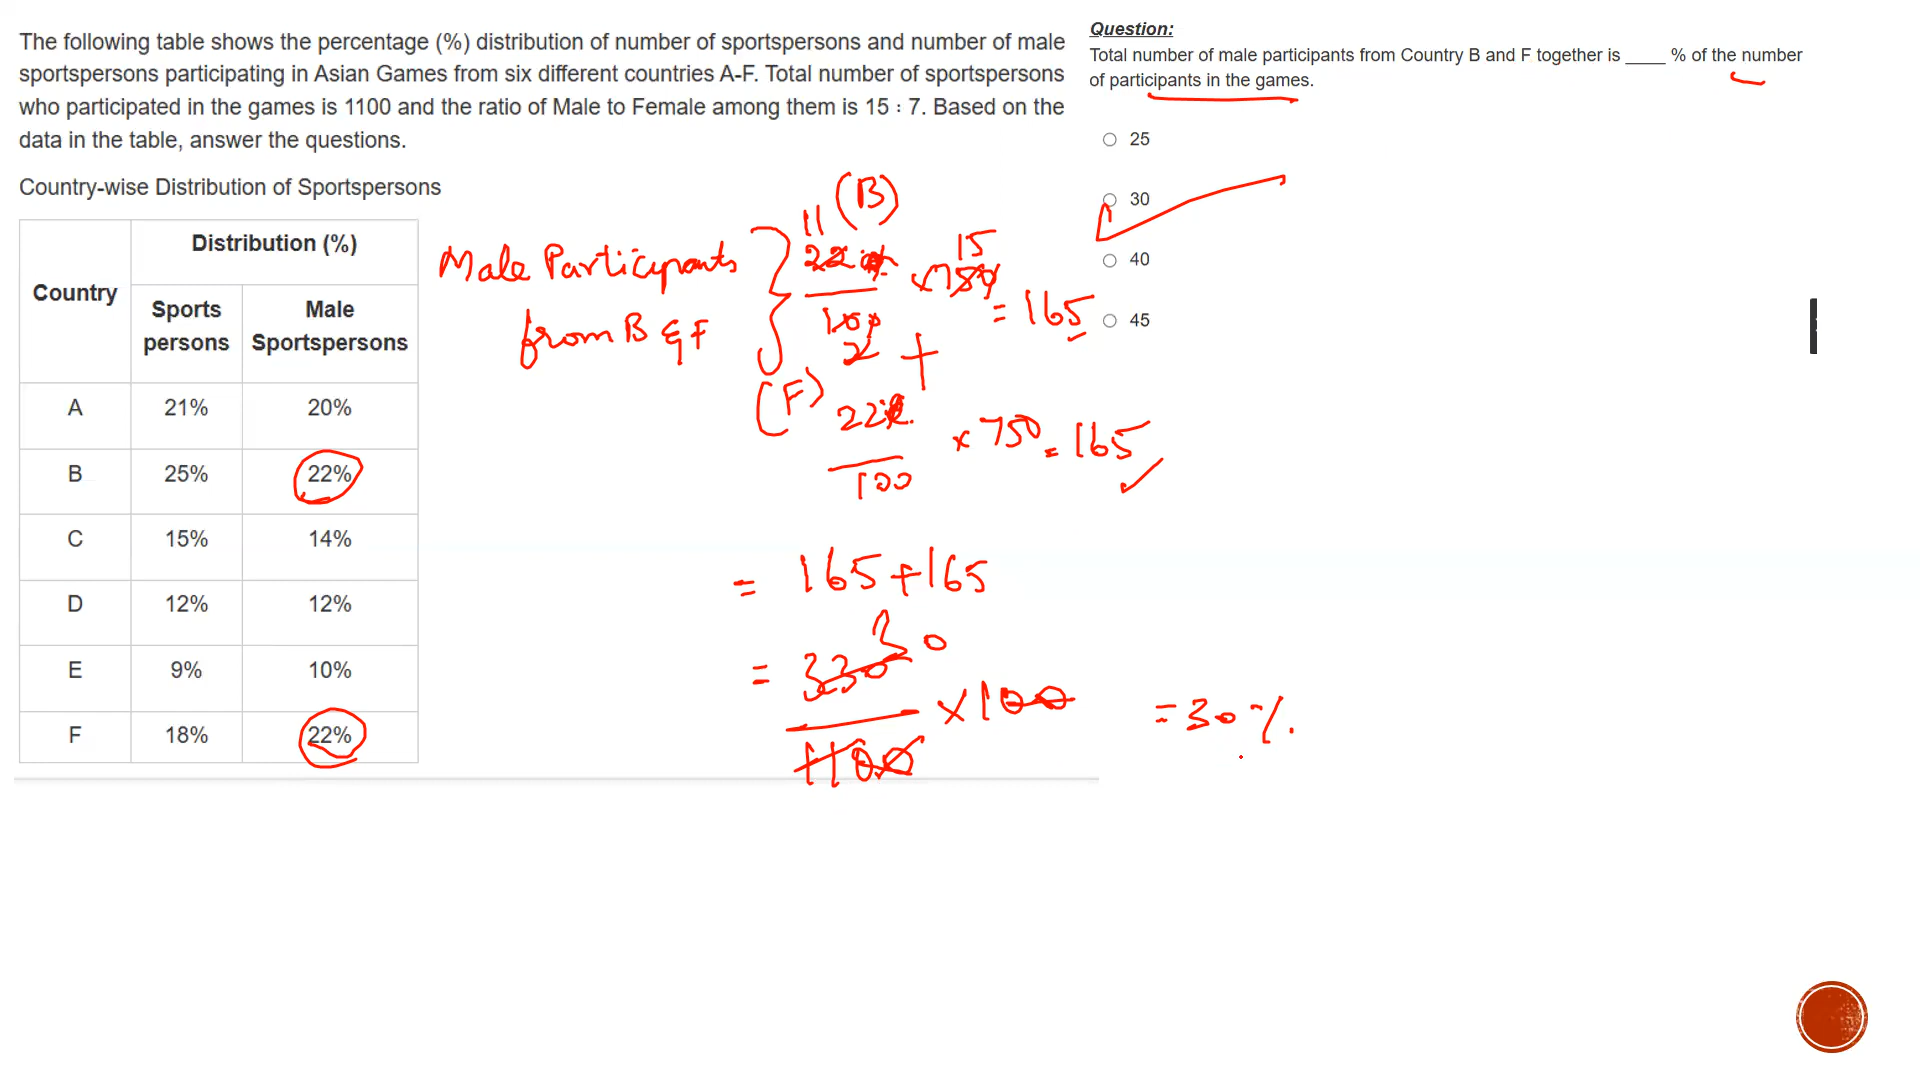 The following table shows the percentage (%) distribution of number of sportspersons and number of male
sportspersons participating in Asian Games from six different countries A-F. Total number of sportspersons
who participated in the games is 1100 and the ratio of Male to Female among them is 15 : 7. Based on the
data in the table, answer the questions.
Country-wise Distribution of Sportspersons
Country
Distribution (%)
Sports persons
Male Sportspersons
A 21% 20%
B 25% 22%
C 15% 14%
D 12% 12%
E 9% 10%
F 18% 22%
Question:
Total number of male participants from Country B and F together is ____ % of the number
of participants in the games.
25
30
40
45
Male Participants
from B & F
(B)
11 15
22% × 750
100
2
= 165
+
(F)
22% × 750 = 165
100
= 165 + 165
30
= 330
1100
× 100 = 30%.